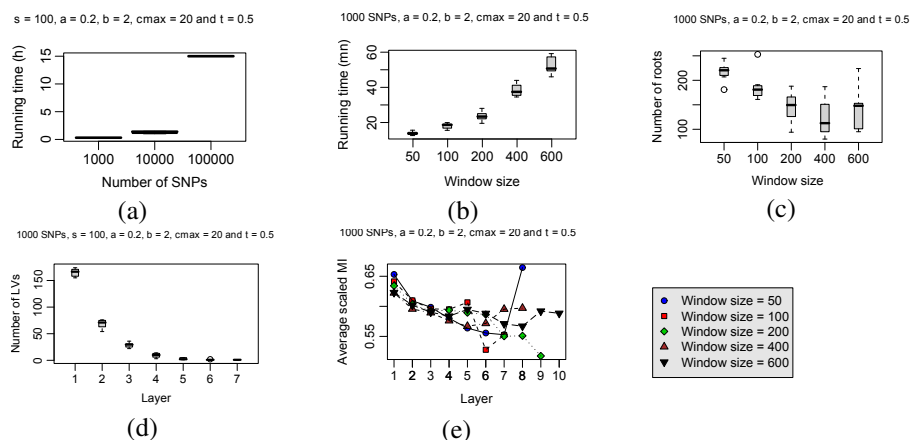 s = 100, a = 0.2, b = 2, cmax = 20 and t = 0.5
Running time (h)
15
10
5
0
1000 10000 100000
Number of SNPs
(a)
1000 SNPs, a = 0.2, b = 2, cmax = 20 and t = 0.5
Running time (mn)
60
40
20
50 100 200 400 600
Window size
(b)
1000 SNPs, a = 0.2, b = 2, cmax = 20 and t = 0.5
Number of roots
200
100
50 100 200 400 600
Window size
(c)
1000 SNPs, s = 100, a = 0.2, b = 2, cmax = 20 and t = 0.5
Number of LVs
150
100
50
0
1 2 3 4 5 6 7
Layer
(d)
1000 SNPs, a = 0.2, b = 2, cmax = 20 and t = 0.5
Average scaled MI
0.65
0.55
1 2 3 4 5 6 7 8 9 10
Layer
(e)
Window size = 50
Window size = 100
Window size = 200
Window size = 400
Window size = 600